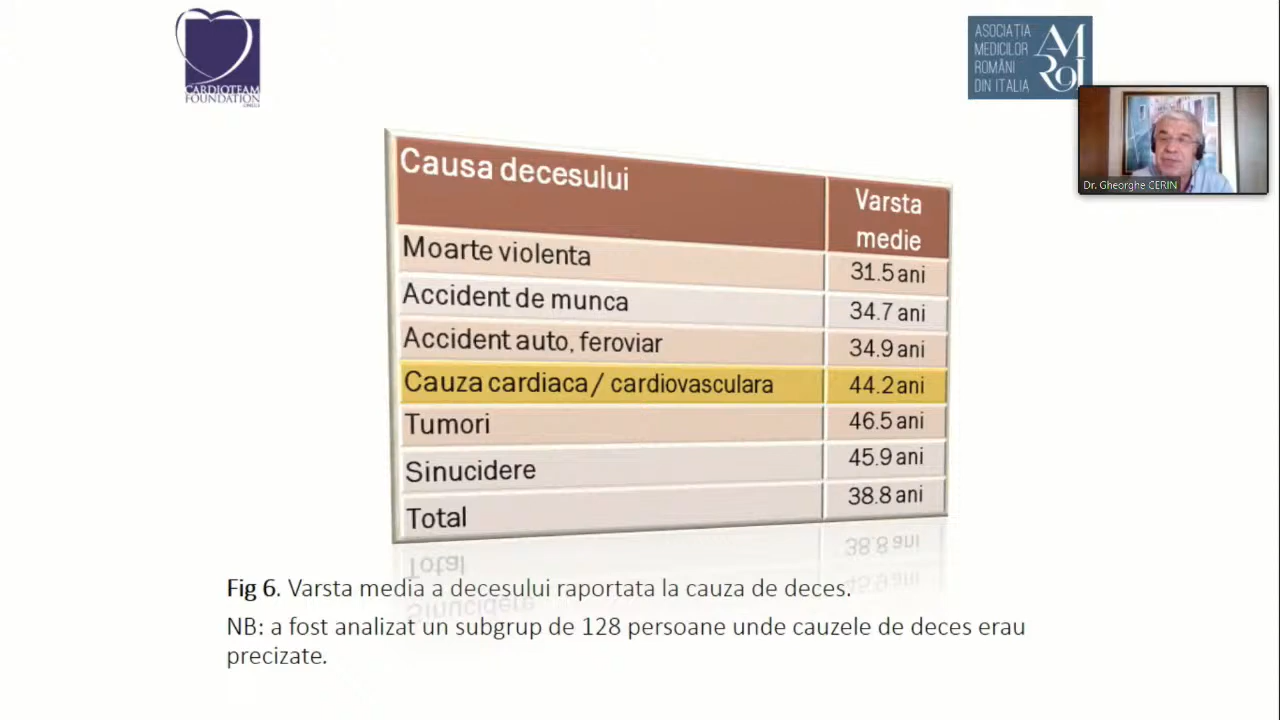 CARDIOTEAM
FOUNDATION
ASOCIAȚIA
MEDICILOR
ROMÂNI
DIN ITALIA
AM
ROI
Dr. Gheorghe CERIN
Causa decesului Varsta medie
Moarte violenta 31.5 ani
Accident de munca 34.7 ani
Accident auto, feroviar 34.9 ani
Cauza cardiaca / cardiovasculara 44.2 ani
Tumori 46.5 ani
Sinucidere 45.9 ani
Total 38.8 ani
Fig 6. Varsta media a decesului raportata la cauza de deces.
NB: a fost analizat un subgrup de 128 persoane unde cauzele de deces erau
precizate.